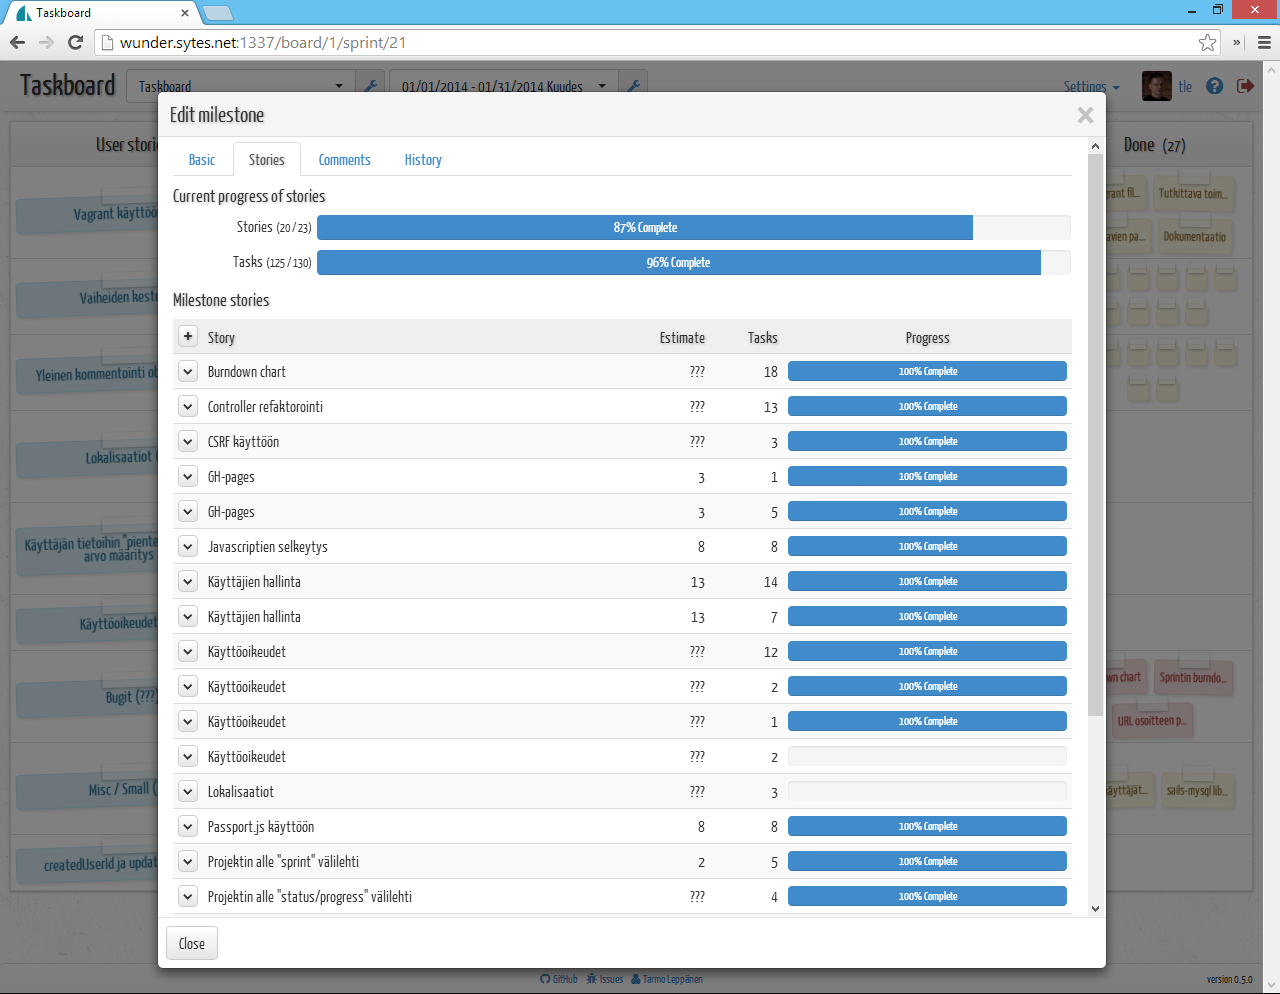 Taskboard
wunder.sytes.net:1337/board/1/sprint/21
»
Taskboard
Taskboard
01/01/2014 - 01/31/2014 Kuudes
Settings
tle
Edit milestone
Basic
Stories
Comments
History
Current progress of stories
Stories (20 / 23)
87% Complete
Tasks (125 / 130)
96% Complete
Milestone stories
+ Story Estimate Tasks Progress
Burndown chart ??? 18 100% Complete
Controller refaktorointi ??? 13 100% Complete
CSRF käyttöön ??? 3 100% Complete
GH-pages 3 1 100% Complete
GH-pages 3 5 100% Complete
Javascriptien selkeytys 8 8 100% Complete
Käyttäjien hallinta 13 14 100% Complete
Käyttäjien hallinta 13 7 100% Complete
Käyttöoikeudet ??? 12 100% Complete
Käyttöoikeudet ??? 2 100% Complete
Käyttöoikeudet ??? 1 100% Complete
Käyttöoikeudet ??? 2
Lokalisaatiot ??? 3
Passport.js käyttöön 8 8 100% Complete
Projektin alle "sprint" välilehti 2 5 100% Complete
Projektin alle "status/progress" välilehti ??? 4 100% Complete
Close
User storie
Vagrant käyttöö
Vaiheiden kesto
Yleinen kommentointi ob
Lokalisaatiot (
Käyttäjän tietoihin "piente
arvo määritys
Käyttöoikeudet
Bugit (???)
Misc / Small (
createdUserId ja updat
Done (27)
grant fil...
Tutkittava toim...
avien pa...
Dokumentaatio
wn chart
Sprintin burndo...
URL osoitteen p...
äyttäjät...
sails-mysql lib...
GitHub Issues Tarmo Leppänen
version 0.5.0